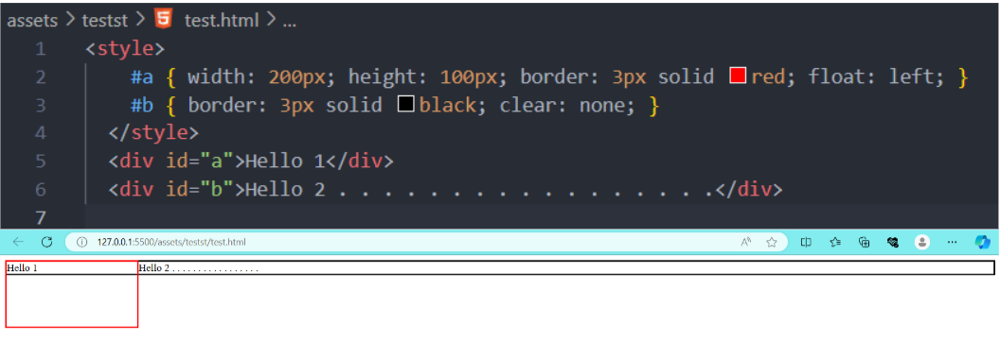 assets > testst > test.html > ...
1 <style>
2 #a { width: 200px; height: 100px; border: 3px solid red; float: left; }
3 #b { border: 3px solid black; clear: none; }
4 </style>
5 <div id="a">Hello 1</div>
6 <div id="b">Hello 2 . . . . . . . . . . . . . . . . .</div>
7
127.0.0.1:5500/assets/testst/test.html
Hello 1 Hello 2 . . . . . . . . . . . . . . . . .